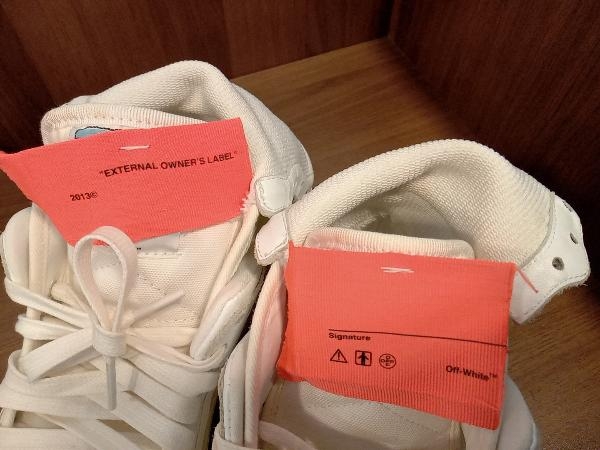 "EXTERNAL OWNER'S LABEL"
2013©
Signature
Off-White™